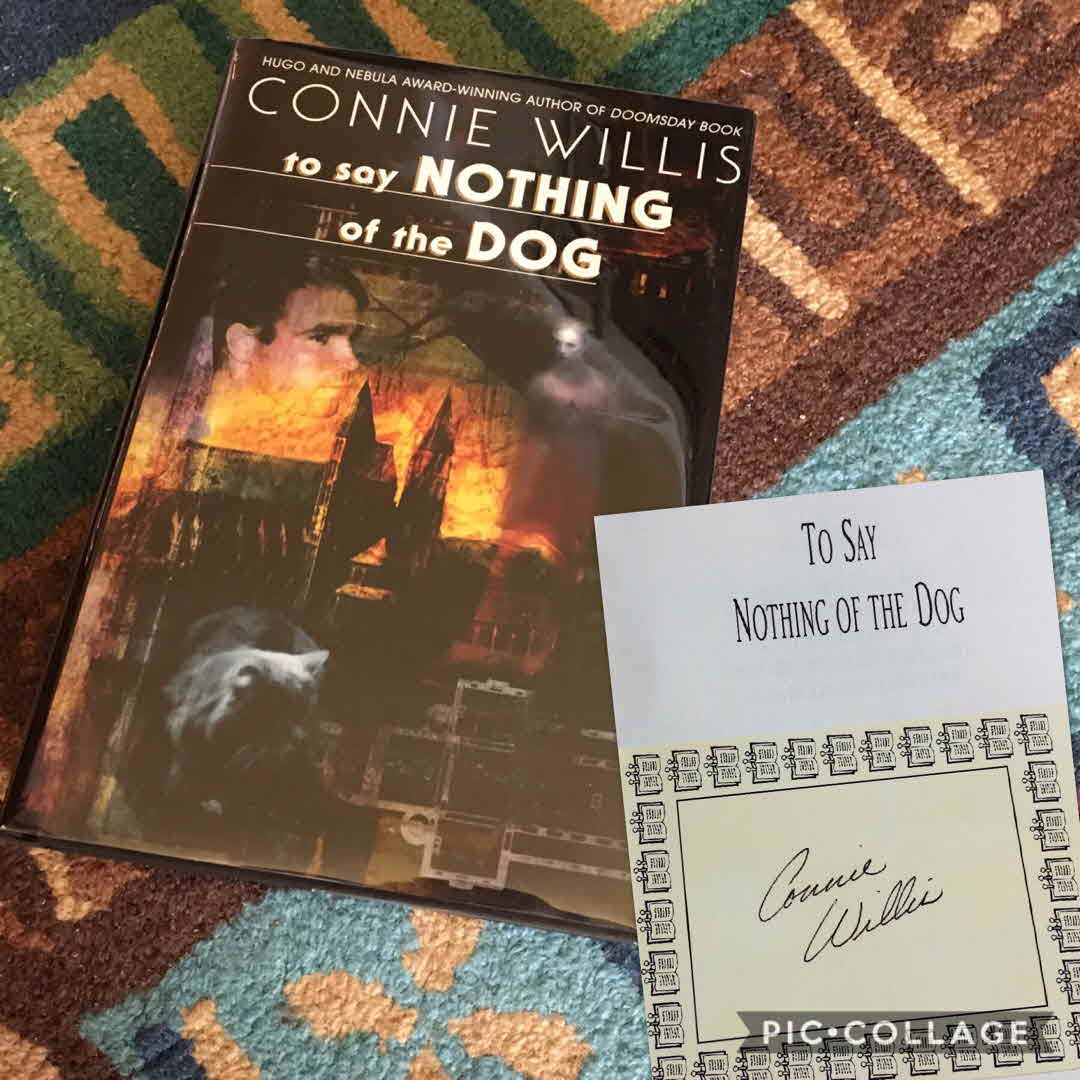 HUGO AND NEBULA AWARD-WINNING AUTHOR OF DOOMSDAY BOOK
CONNIE WILLIS
to say NOTHING
of the DOG
TO SAY
NOTHING OF THE DOG
Connie
Willis
PIC•COLLAGE